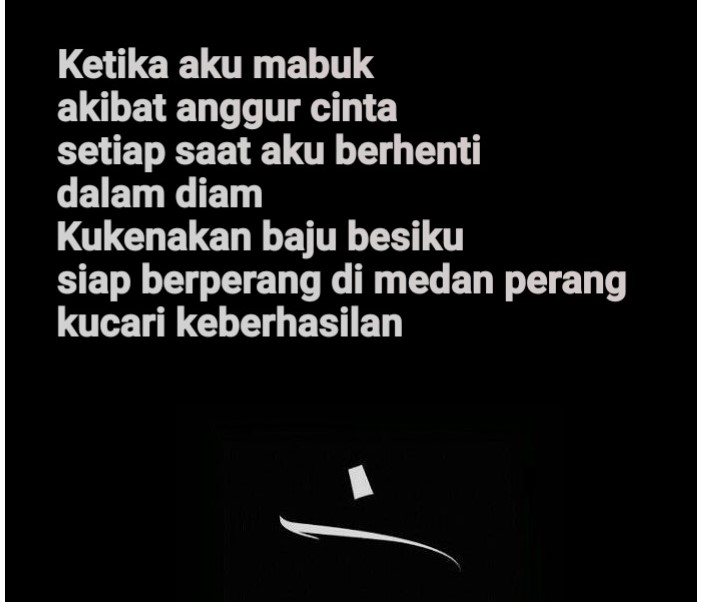 Ketika aku mabuk
akibat anggur cinta
setiap saat aku berhenti
dalam diam
Kukenakan baju besiku
siap berperang di medan perang
kucari keberhasilan